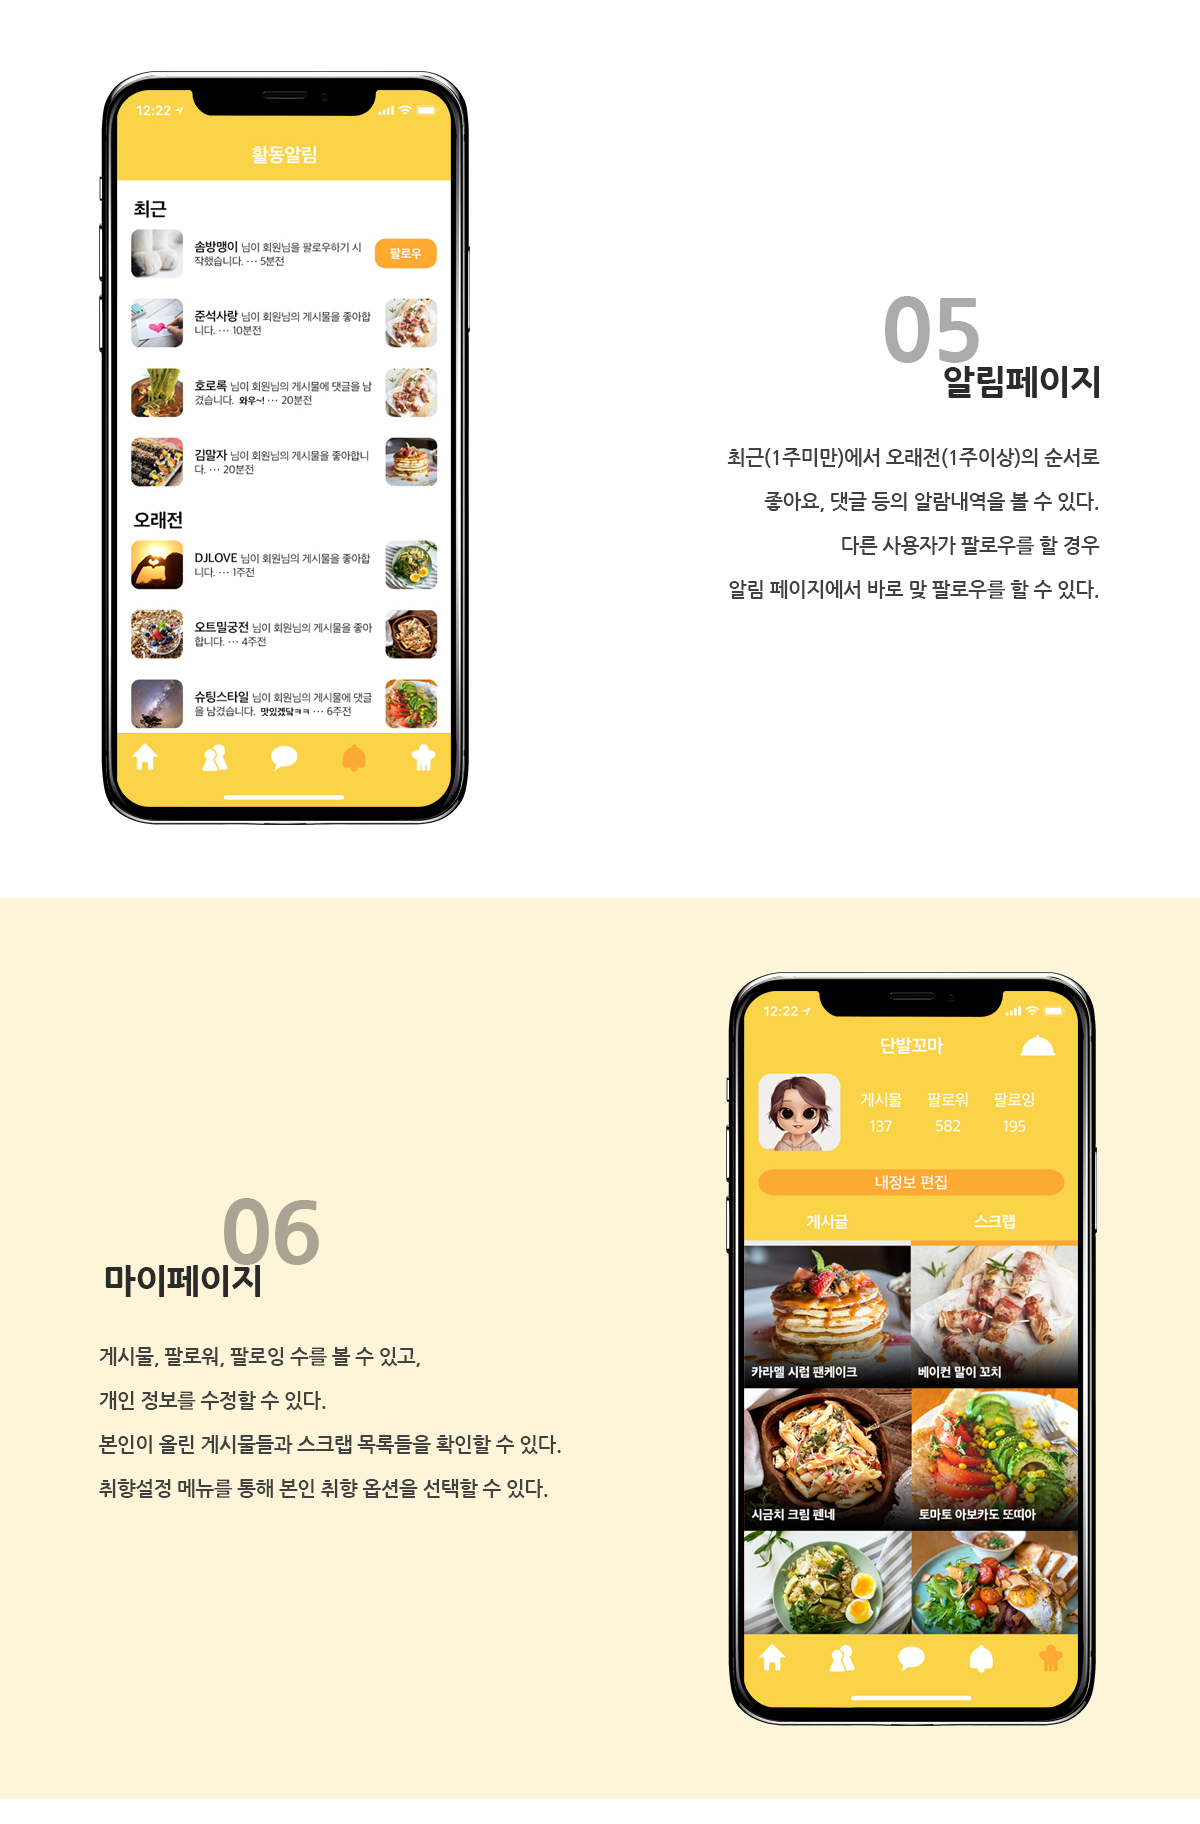 12:22
활동알림
최근
솜방맹이 님이 회원님을 팔로우하기 시
작했습니다. ··· 5분전
팔로우
준석사랑 님이 회원님의 게시물을 좋아합
니다. ··· 10분전
호로록 님이 회원님의 게시물에 댓글을 남
겼습니다. 와우~! ··· 20분전
김말자 님이 회원님의 게시물을 좋아합니
다. ··· 20분전
오래전
DJLOVE 님이 회원님의 게시물을 좋아합
니다. ··· 1주전
오트밀궁전 님이 회원님의 게시물을 좋아
합니다. ··· 4주전
슈팅스타일 님이 회원님의 게시물에 댓글
을 남겼습니다. 맛있겠닼ㅋㅋ ··· 6주전
05
알림페이지
최근(1주미만)에서 오래전(1주이상)의 순서로
좋아요, 댓글 등의 알람내역을 볼 수 있다.
다른 사용자가 팔로우를 할 경우
알림 페이지에서 바로 맞 팔로우를 할 수 있다.
06
마이페이지
게시물, 팔로워, 팔로잉 수를 볼 수 있고,
개인 정보를 수정할 수 있다.
본인이 올린 게시물들과 스크랩 목록들을 확인할 수 있다.
취향설정 메뉴를 통해 본인 취향 옵션을 선택할 수 있다.
12:22
단발꼬마
게시물 팔로워 팔로잉
137 582 195
내정보 편집
게시글 스크랩
카라멜 시럽 팬케이크 베이컨 말이 꼬치
시금치 크림 펜네 토마토 아보카도 또띠아